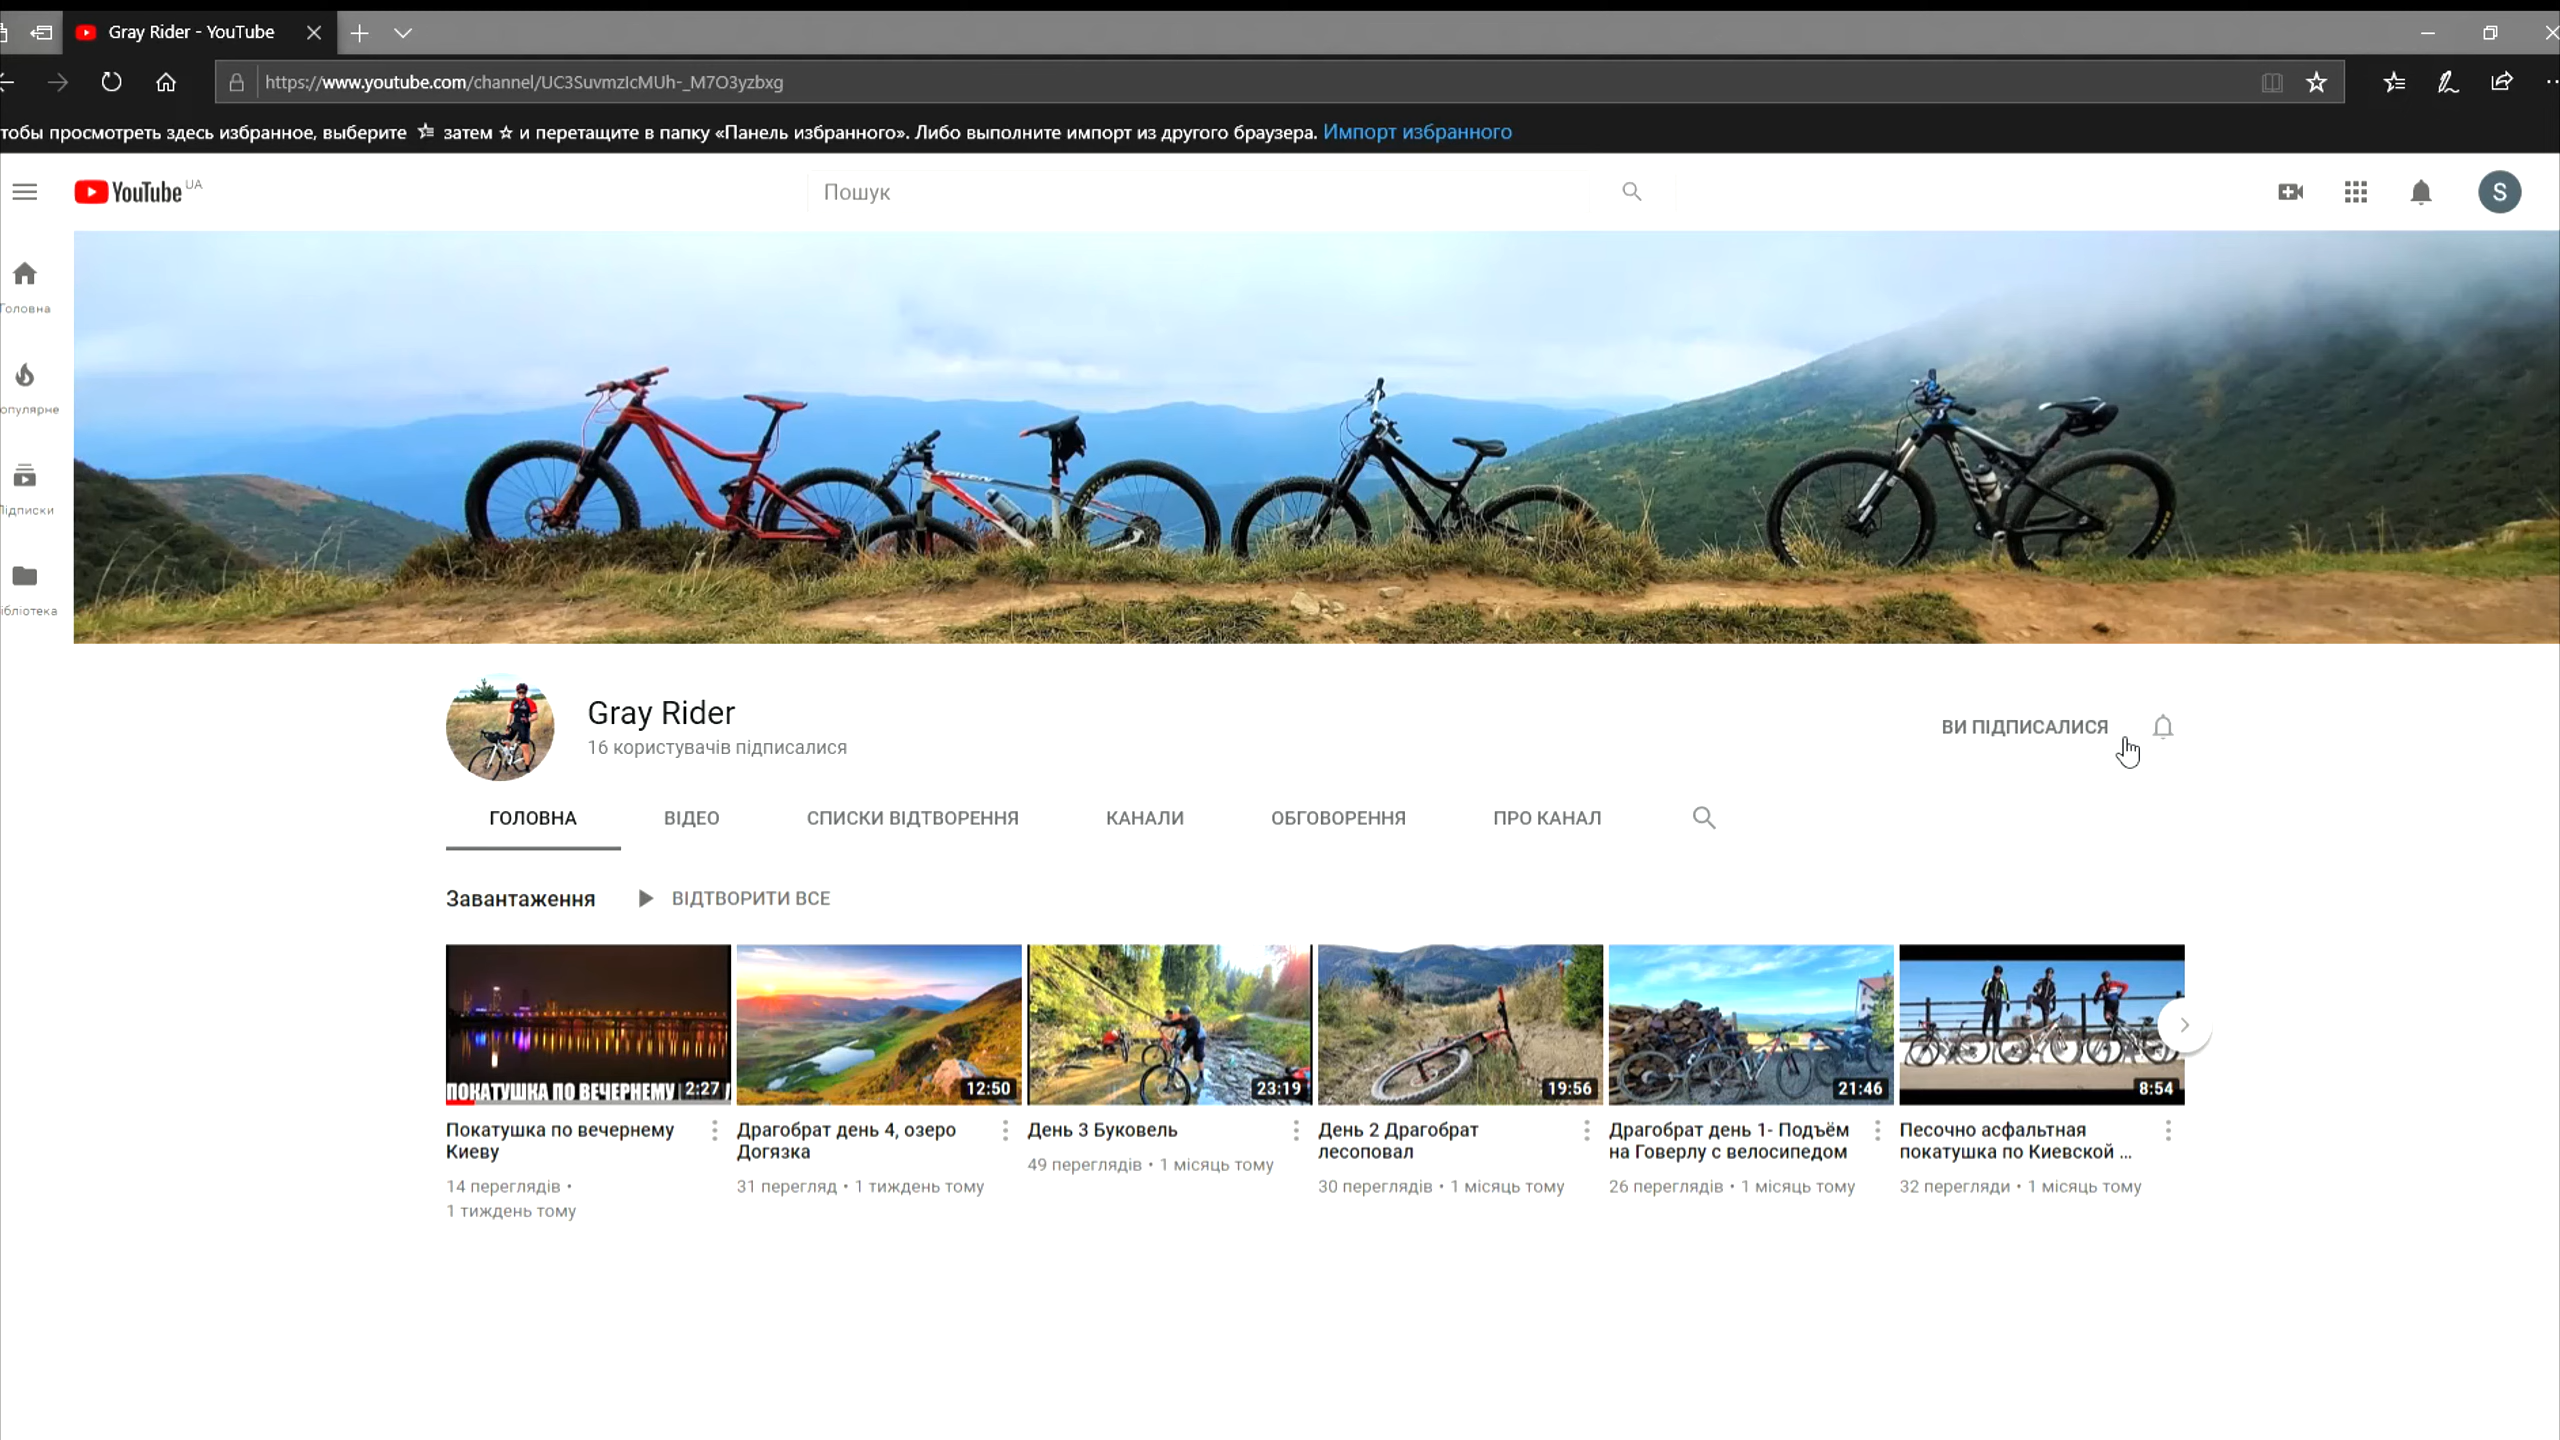 Gray Rider - YouTube
https://www.youtube.com/channel/UC3SuvmzIcMUh-_M7O3yzbxg
тобы просмотреть здесь избранное, выберите затем и перетащите в папку «Панель избранного». Либо выполните импорт из другого браузера. Импорт избранного
YouTube UA
Пошук
S
Головна
опулярне
ідписки
ібліотека
Gray Rider
16 користувачів підписалися
ВИ ПІДПИСАЛИСЯ
ГОЛОВНА ВІДЕО СПИСКИ ВІДТВОРЕННЯ КАНАЛИ ОБГОВОРЕННЯ ПРО КАНАЛ
Завантаження ВІДТВОРИТИ ВСЕ
ПОКАТУШКА ПО ВЕЧЕРНЕМУ 2:27
12:50
23:19
19:56
21:46
8:54
Покатушка по вечернему
Киеву
14 переглядів •
1 тиждень тому
Драгобрат день 4, озеро
Догязка
31 перегляд • 1 тиждень тому
День 3 Буковель
49 переглядів • 1 місяць тому
День 2 Драгобрат
лесоповал
30 переглядів • 1 місяць тому
Драгобрат день 1- Подъём
на Говерлу с велосипедом
26 переглядів • 1 місяць тому
Песочно асфальтная
покатушка по Киевской ...
32 перегляди • 1 місяць тому